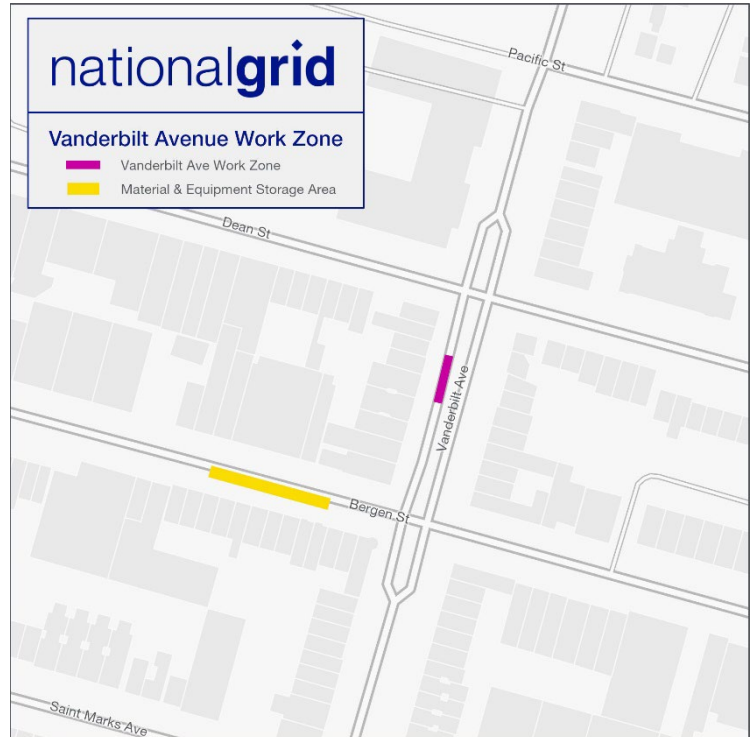 nationalgrid
Vanderbilt Avenue Work Zone
Vanderbilt Ave Work Zone
Material & Equipment Storage Area
Pacific St
Dean St
Vanderbilt Ave
Bergen St
Saint Marks Ave